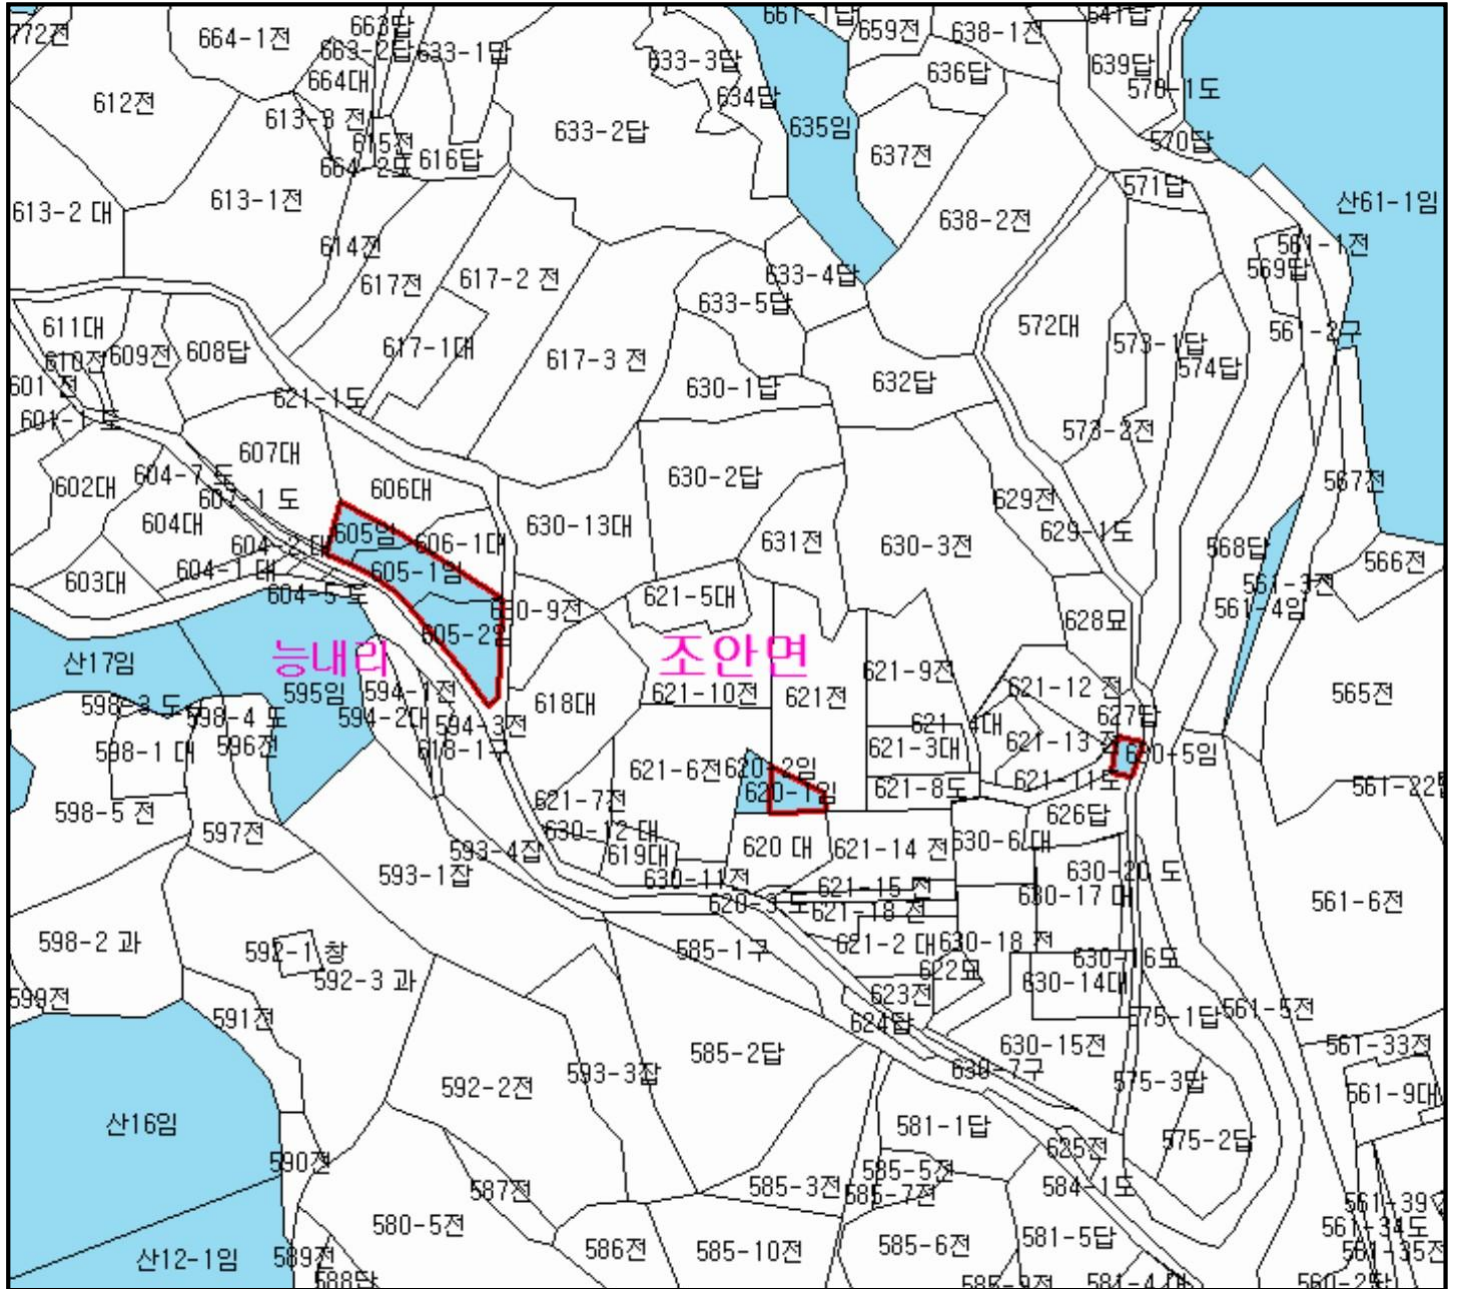 772전
664-1전
663답
663-2답
633-1답
664대
612전
613-3 전
615전
664-2도
616답
633-3답
634답
633-2답
661-1답
659전
638-1전
641답
639답
636답
570-1도
635임
637전
570답
571답
613-2 대
613-1전
614전
617전
617-2 전
638-2전
산61-1임
561-1전
569답
633-4답
633-5답
561-2구
611대
610전
609전
608답
617-1대
617-3 전
572대
573-1답
574답
601 전
601-1 도
621-1도
630-1답
632답
573-2전
607대
602대
604-7 도
607-1 도
606대
630-2답
629전
567전
604대
605임
606-1대
630-13대
631전
630-3전
629-1도
568답
604-2 대
604-1 대
605-1임
603대
604-5 도
566전
561-3전
561-4임
621-5대
630-9전
605-2임
628묘
능내리
조안면
산17임
595임
594-1전
621-10전
621전
621-9전
621-12 전
565전
598-3 도
598-4 도
594-2대
594-3전
618대
621-4대
627답
598-1 대
596전
618-1구
621-3대
621-13 전
630-5임
621-6전
620-2임
620-1임
621-8도
621-11도
561-22답
598-5 전
621-7전
626답
597전
630-12 대
593-4잡
619대
620 대
621-14 전
630-6대
593-1잡
630-11전
621-15 전
630-20 도
630-17 대
561-6전
620-3 도
621-18 전
598-2 과
592-1 창
585-1구
621-2 대
630-18 전
630-16도
592-3 과
622묘
630-14대
599전
623전
591전
624답
575-1답
561-5전
585-2답
630-15전
561-33전
593-3잡
592-2전
630-7구
575-3답
561-9대
산16임
581-1답
575-2답
590전
625전
587전
585-3전
585-5전
585-7전
584-1도
580-5전
561-39
561-34도
산12-1임
589전
586전
585-10전
585-6전
581-5답
561-35전
588답
585-9전
581-4 대
560-2답